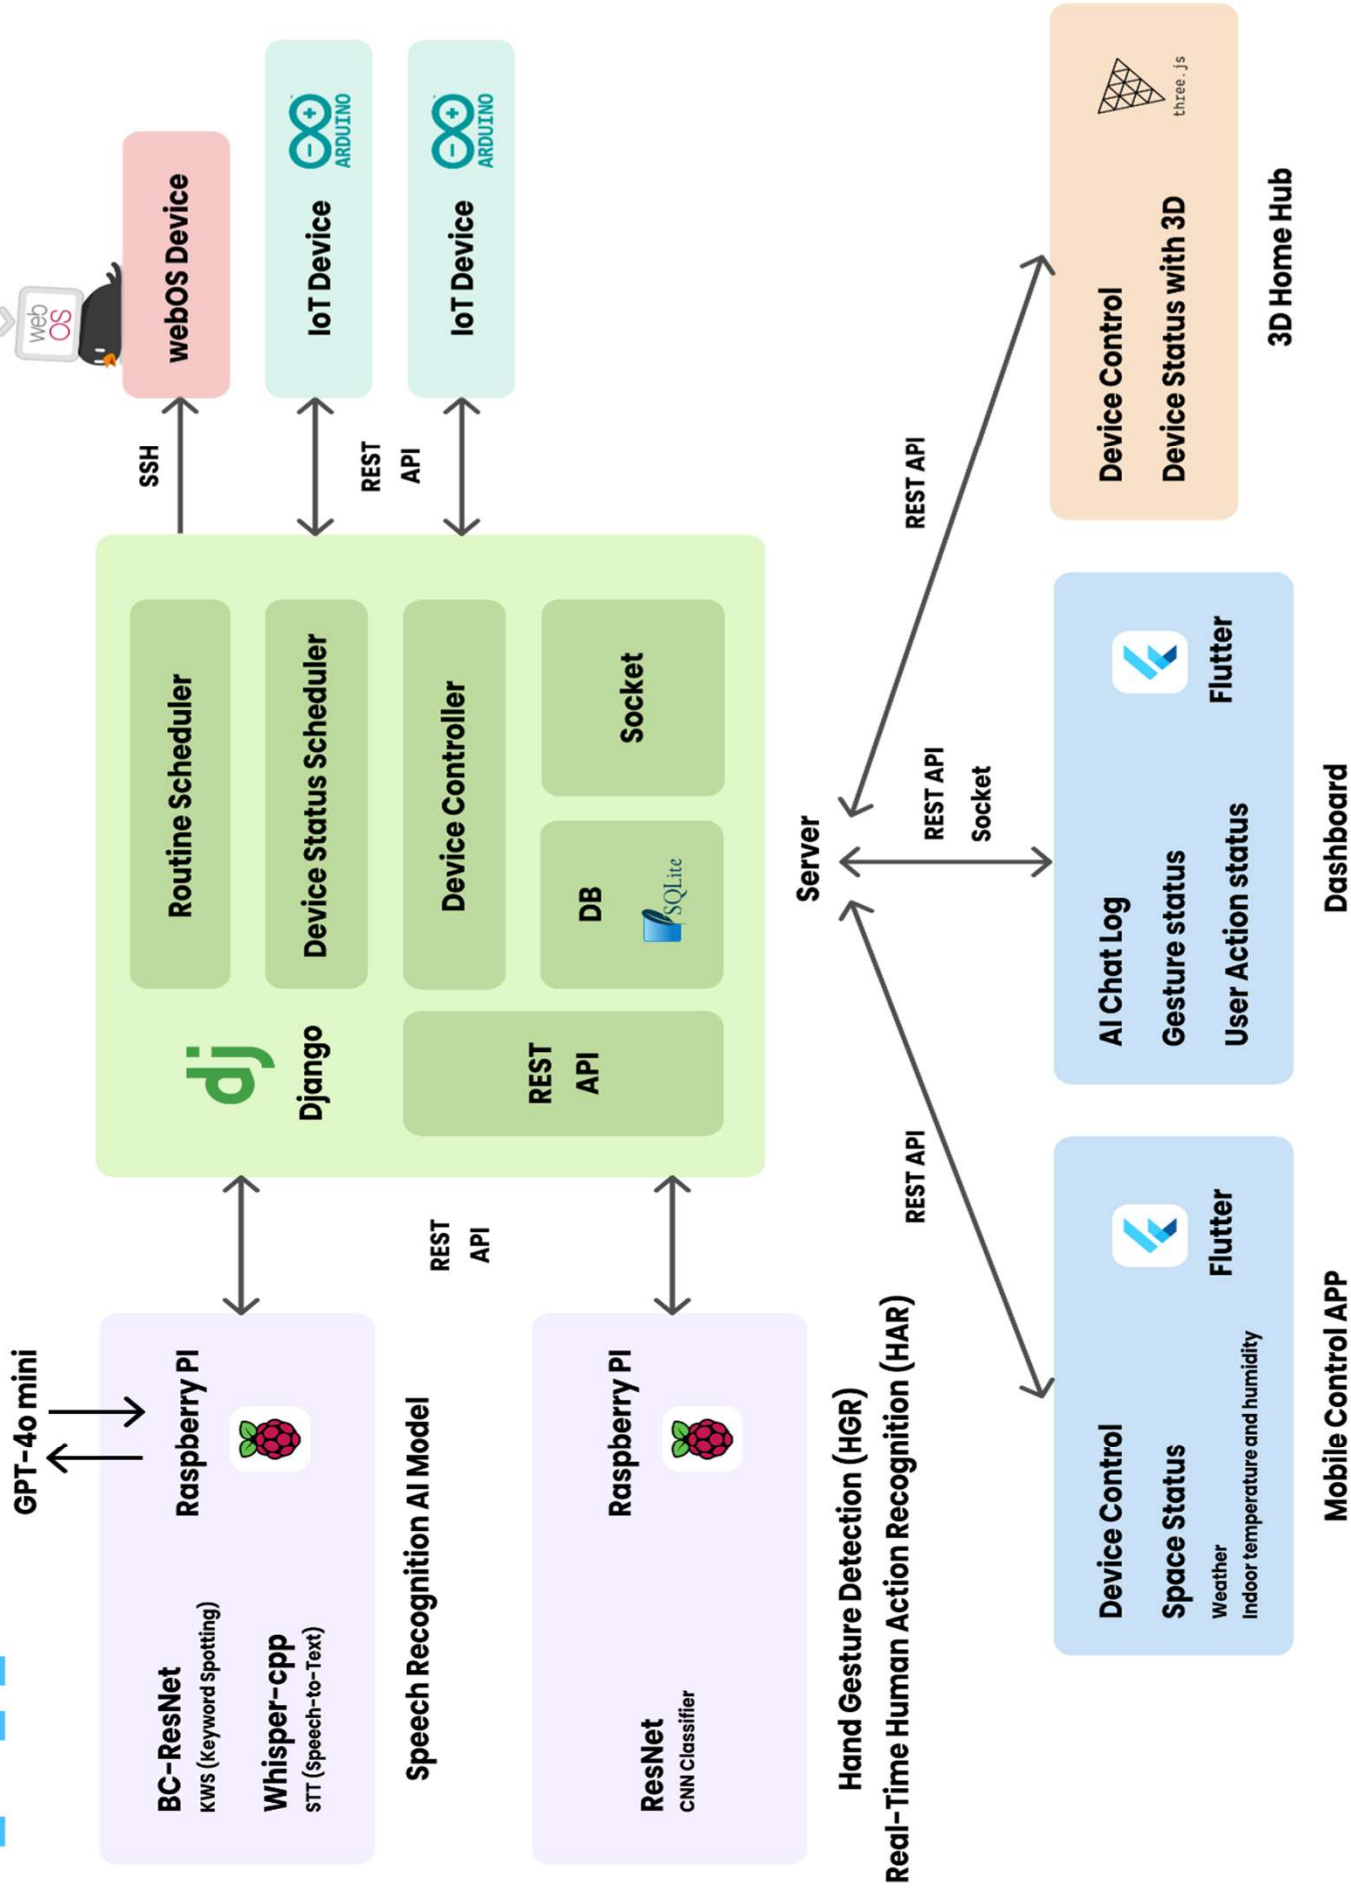 GPT-4o mini
BC-ResNet
KWS (Keyword Spotting)
Whisper-cpp
STT (Speech-to-Text)
Raspberry PI
Speech Recognition AI Model
ResNet
CNN Classifier
Raspberry PI
Hand Gesture Detection (HGR)
Real-Time Human Action Recognition (HAR)
REST
API
dj
Django
Routine Scheduler
Device Status Scheduler
Device Controller
REST
API
DB
SQLite
Socket
Server
SSH
REST
API
web
OS
webOS Device
IoT Device
ARDUINO
IoT Device
ARDUINO
REST API
REST API
Socket
REST API
Device Control
Space Status
Weather
Indoor temperature and humidity
Flutter
Mobile Control APP
AI Chat Log
Gesture status
User Action status
Flutter
Dashboard
Device Control
Device Status with 3D
three.js
3D Home Hub